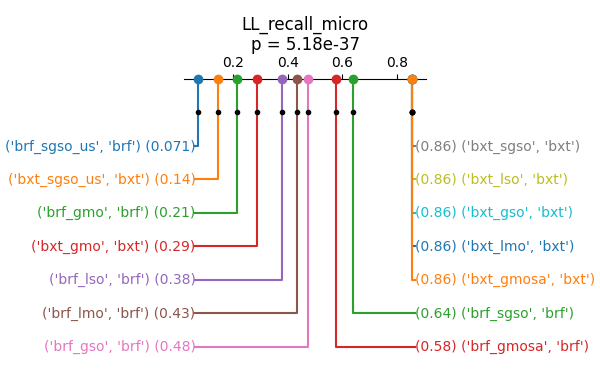 LL_recall_micro
p = 5.18e-37
0.2 0.4 0.6 0.8
('brf_sgso_us', 'brf') (0.071) (0.86) ('bxt_sgso', 'bxt')
('bxt_sgso_us', 'bxt') (0.14) (0.86) ('bxt_lso', 'bxt')
('brf_gmo', 'brf') (0.21) (0.86) ('bxt_gso', 'bxt')
('bxt_gmo', 'bxt') (0.29) (0.86) ('bxt_lmo', 'bxt')
('brf_lso', 'brf') (0.38) (0.86) ('bxt_gmosa', 'bxt')
('brf_lmo', 'brf') (0.43) (0.64) ('brf_sgso', 'brf')
('brf_gso', 'brf') (0.48) (0.58) ('brf_gmosa', 'brf')